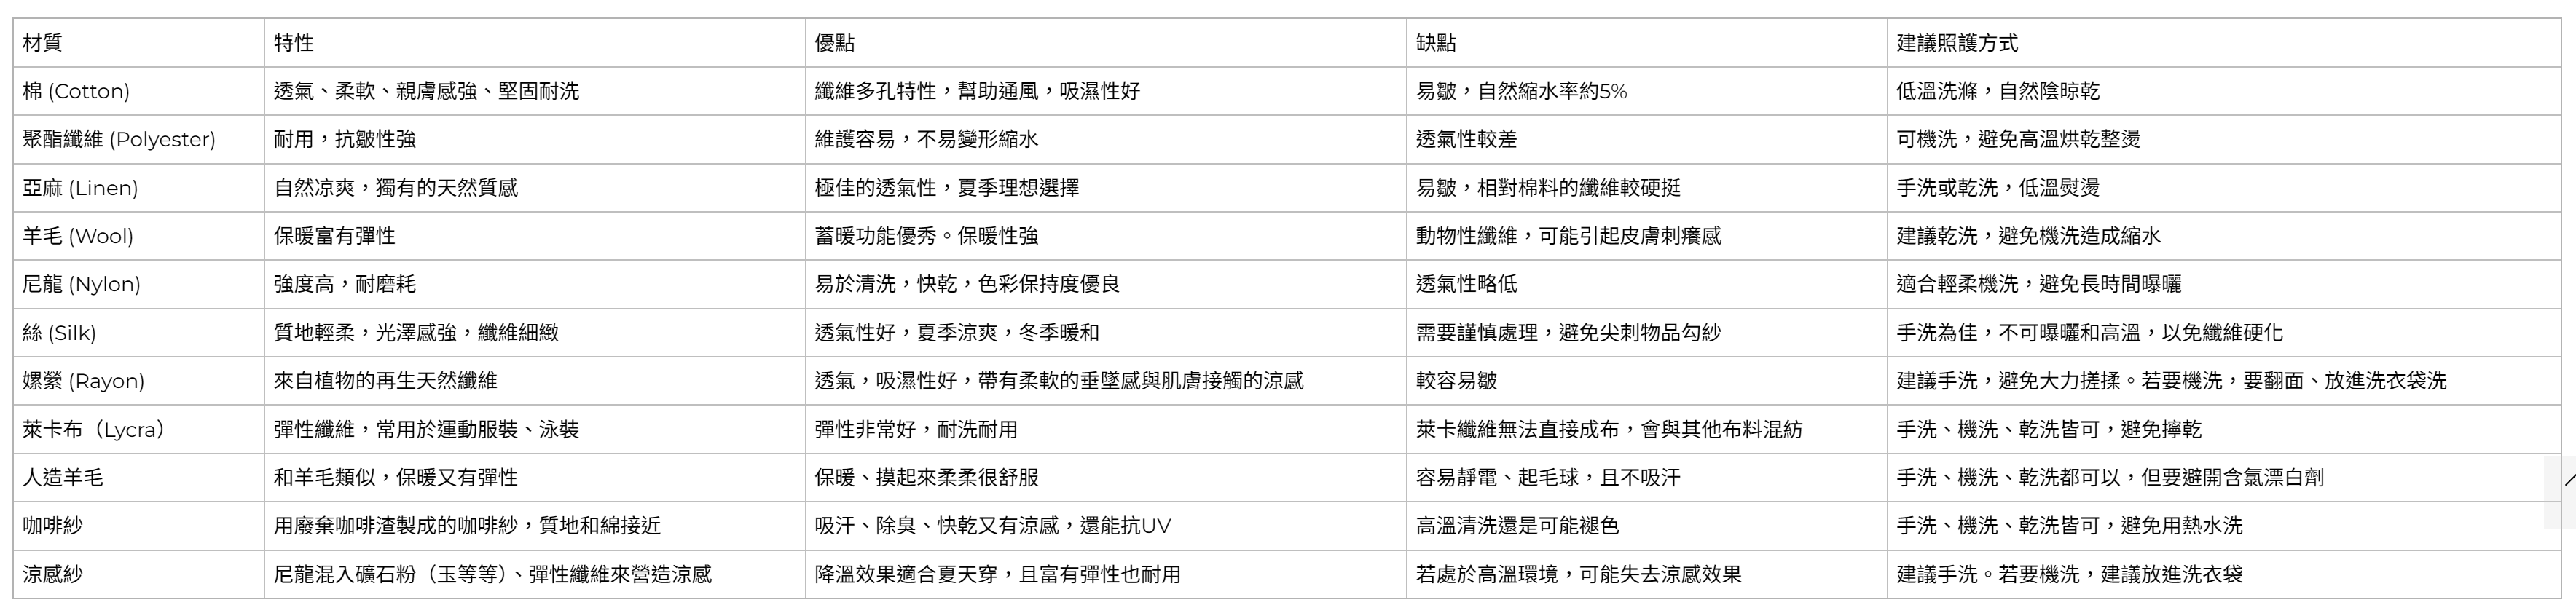 材質 特性 優點 缺點 建議照護方式
棉 (Cotton) 透氣、柔軟、親膚感強、堅固耐洗 纖維多孔特性，幫助通風，吸濕性好 易皺，自然縮水率約5% 低溫洗滌，自然陰晾乾
聚酯纖維 (Polyester) 耐用，抗皺性強 維護容易，不易變形縮水 透氣性較差 可機洗，避免高溫烘乾整燙
亞麻 (Linen) 自然凉爽，獨有的天然質感 極佳的透氣性，夏季理想選擇 易皺，相對棉料的纖維較硬挺 手洗或乾洗，低溫熨燙
羊毛 (Wool) 保暖富有彈性 蓄暖功能優秀。保暖性強 動物性纖維，可能引起皮膚刺癢感 建議乾洗，避免機洗造成縮水
尼龍 (Nylon) 強度高，耐磨耗 易於清洗，快乾，色彩保持度優良 透氣性略低 適合輕柔機洗，避免長時間曝曬
絲 (Silk) 質地輕柔，光澤感強，纖維細緻 透氣性好，夏季涼爽，冬季暖和 需要謹慎處理，避免尖刺物品勾紗 手洗為佳，不可曝曬和高溫，以免纖維硬化
嫘縈 (Rayon) 來自植物的再生天然纖維 透氣，吸濕性好，帶有柔軟的垂墜感與肌膚接觸的涼感 較容易皺 建議手洗，避免大力搓揉。若要機洗，要翻面、放進洗衣袋洗
萊卡布（Lycra） 彈性纖維，常用於運動服裝、泳裝 彈性非常好，耐洗耐用 萊卡纖維無法直接成布，會與其他布料混紡 手洗、機洗、乾洗皆可，避免擰乾
人造羊毛 和羊毛類似，保暖又有彈性 保暖、摸起來柔柔很舒服 容易靜電、起毛球，且不吸汗 手洗、機洗、乾洗都可以，但要避開含氯漂白劑
咖啡紗 用廢棄咖啡渣製成的咖啡紗，質地和綿接近 吸汗、除臭、快乾又有涼感，還能抗UV 高溫清洗還是可能褪色 手洗、機洗、乾洗皆可，避免用熱水洗
涼感紗 尼龍混入礦石粉（玉等等）、彈性纖維來營造涼感 降溫效果適合夏天穿，且富有彈性也耐用 若處於高溫環境，可能失去涼感效果 建議手洗。若要機洗，建議放進洗衣袋